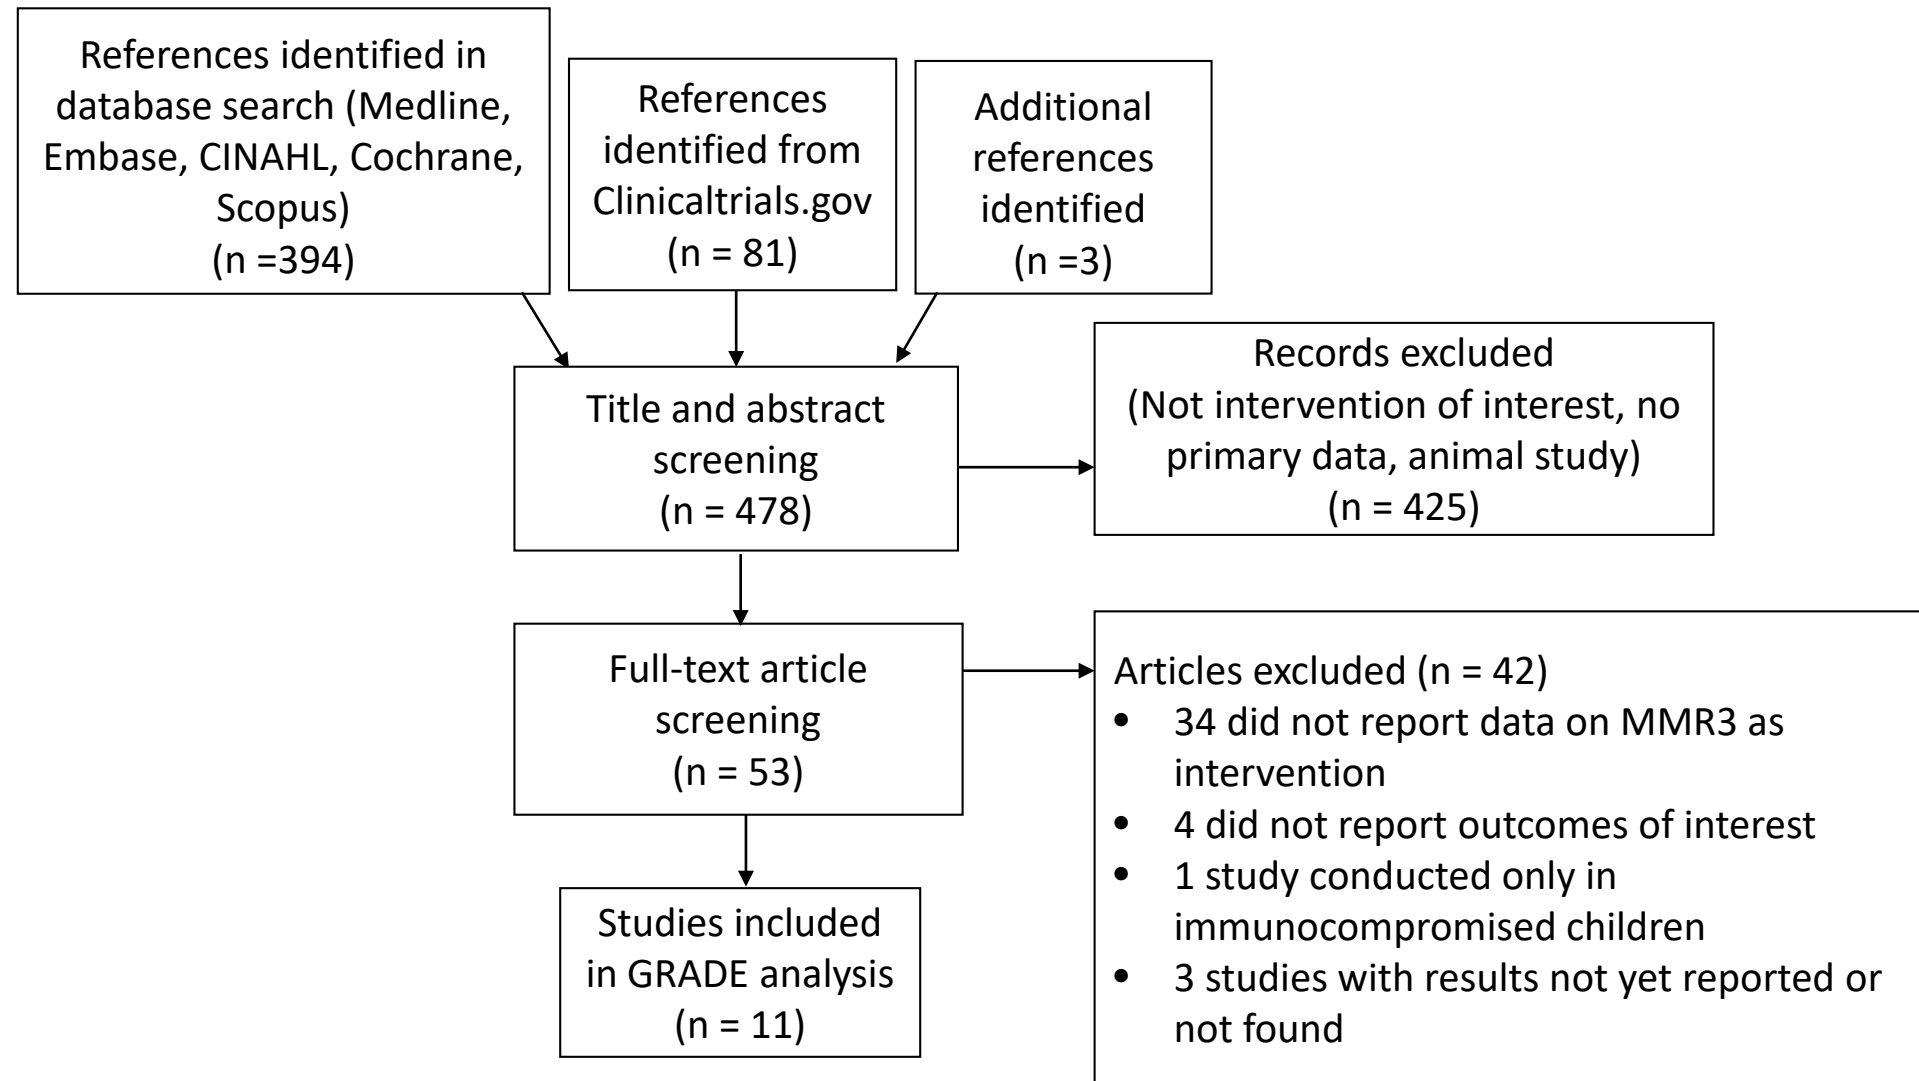 References identified in
database search (Medline,
Embase, CINAHL, Cochrane,
Scopus)
(n =394)
References
identified from
Clinicaltrials.gov
(n = 81)
Additional
references
identified
(n =3)
Title and abstract
screening
(n = 478)
Records excluded
(Not intervention of interest, no
primary data, animal study)
(n = 425)
Full-text article
screening
(n = 53)
Articles excluded (n = 42)
• 34 did not report data on MMR3 as
intervention
• 4 did not report outcomes of interest
• 1 study conducted only in
immunocompromised children
• 3 studies with results not yet reported or
not found
Studies included
in GRADE analysis
(n = 11)